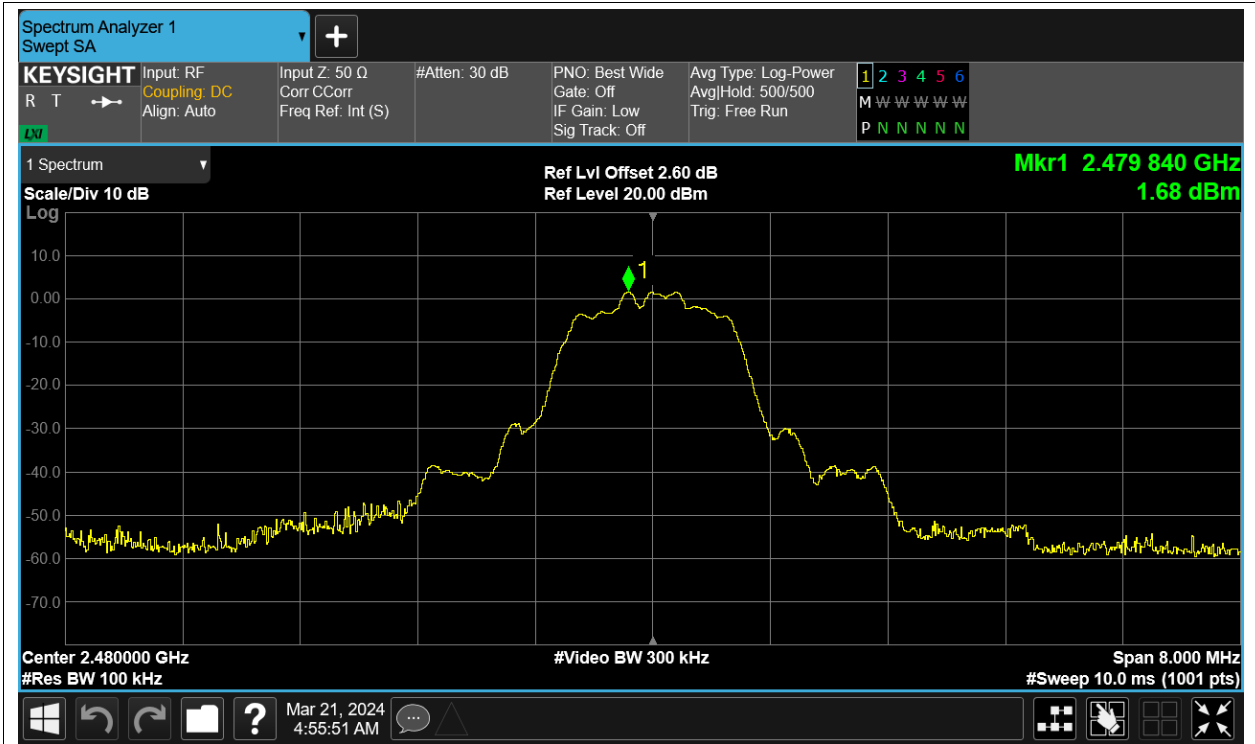 Spectrum Analyzer 1
Swept SA
+
KEYSIGHT
R T
LXI
Input: RF
Coupling: DC
Align: Auto
Input Z: 50 Ω
Corr CCorr
Freq Ref: Int (S)
#Atten: 30 dB
PNO: Best Wide
Gate: Off
IF Gain: Low
Sig Track: Off
Avg Type: Log-Power
Avg|Hold: 500/500
Trig: Free Run
1 2 3 4 5 6
M W W W W W W
P N N N N N
1 Spectrum
Scale/Div 10 dB
Ref Lvl Offset 2.60 dB
Ref Level 20.00 dBm
Mkr1 2.479 840 GHz
1.68 dBm
Log
10.0
0.00
-10.0
-20.0
-30.0
-40.0
-50.0
-60.0
-70.0
1
Center 2.480000 GHz
#Res BW 100 kHz
#Video BW 300 kHz
Span 8.000 MHz
#Sweep 10.0 ms (1001 pts)
?
Mar 21, 2024
4:55:51 AM